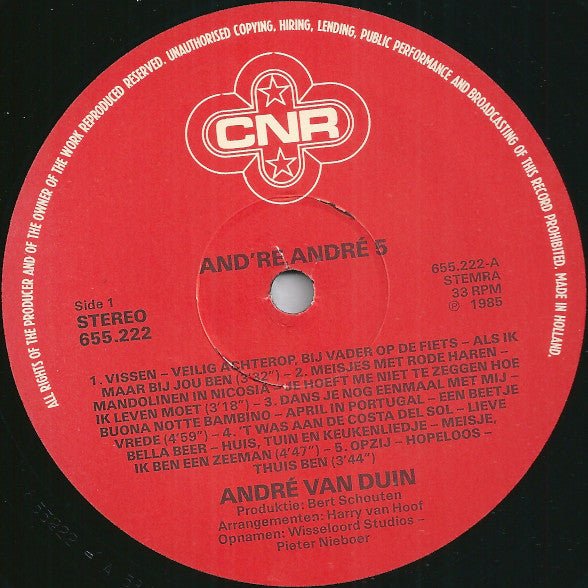 ALL RIGHTS OF THE PRODUCER AND OF THE OWNER OF THE WORK REPRODUCED RESERVED. UNAUTHORISED COPYING, HIRING, LENDING, PUBLIC PERFORMANCE AND BROADCASTING OF THIS RECORD PROHIBITED. MADE IN HOLLAND.
CNR
AND'RE ANDRÉ 5
Side 1
STEREO
655.222
655.222-A
STEMRA
33 RPM
℗ 1985
1. VISSEN – VEILIG ACHTEROP, BIJ VADER OP DE FIETS – ALS IK
MAAR BIJ JOU BEN (3'32") – 2. MEISJES MET RODE HAREN –
MANDOLINEN IN NICOSIA – JE HOEFT ME NIET TE ZEGGEN HOE
IK LEVEN MOET (3'18") – 3. DANS JE NOG EENMAAL MET MIJ –
BUONA NOTTE BAMBINO – APRIL IN PORTUGAL – EEN BEETJE
VREDE (4'59") – 4. 'T WAS AAN DE COSTA DEL SOL – LIEVE
BELLA BEER – HUIS, TUIN EN KEUKENLIEDJE – MEISJE,
IK BEN EEN ZEEMAN (4'47") – 5. OPZIJ – HOPELOOS –
THUIS BEN (3'44")
ANDRÉ VAN DUIN
Produktie: Bert Schouten
Arrangementen: Harry van Hoof
Opnamen: Wisseloord Studios –
Pieter Nieboer